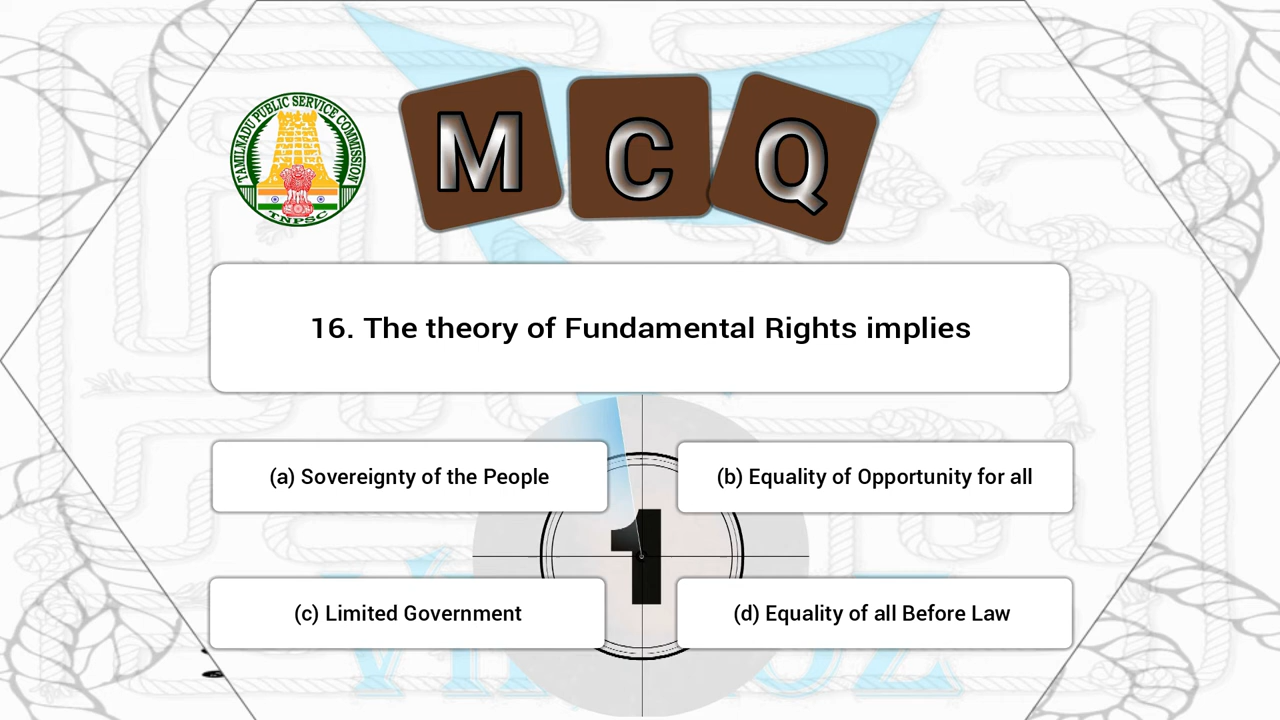 TAMILNADU PUBLIC SERVICE COMMISSION
TNPSC
MCQ
16. The theory of Fundamental Rights implies
(a) Sovereignty of the People
(b) Equality of Opportunity for all
1
(c) Limited Government
(d) Equality of all Before Law